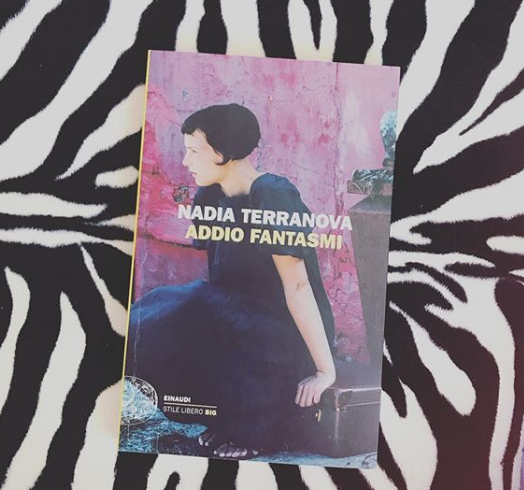 NADIA TERRANOVA
ADDIO FANTASMI
EINAUDI
STILE LIBERO BIG